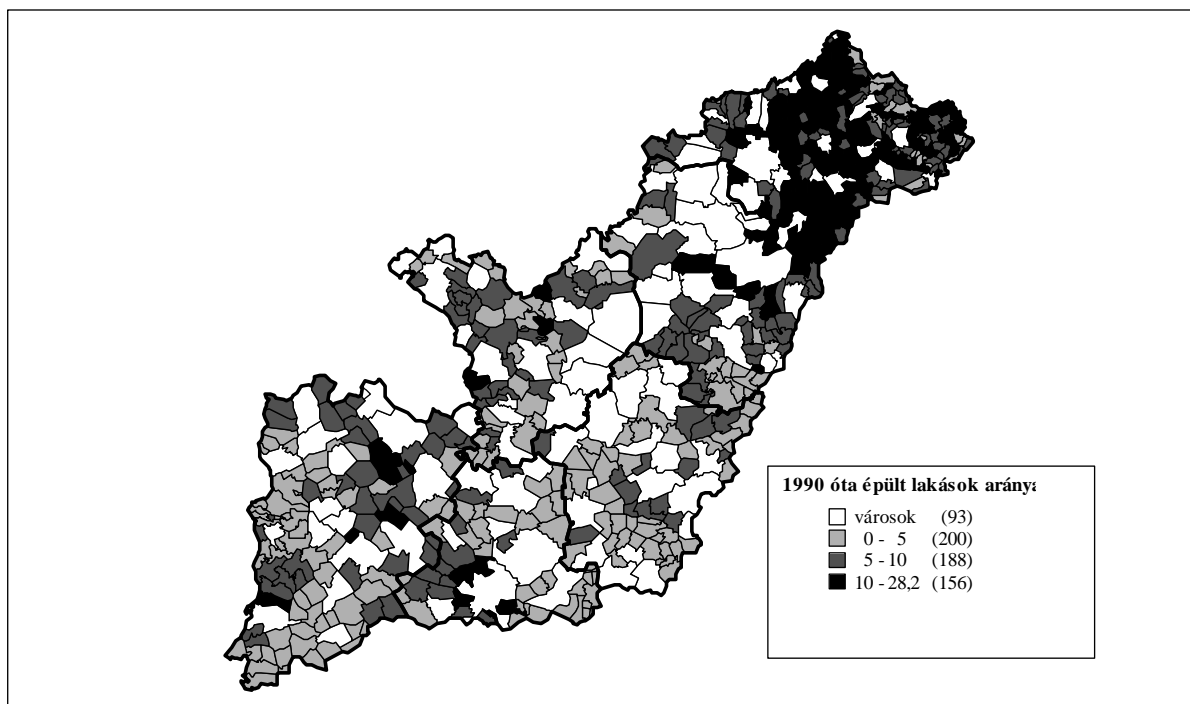 1990 óta épült lakások aránya
városok (93)
0 - 5 (200)
5 - 10 (188)
10 - 28,2 (156)